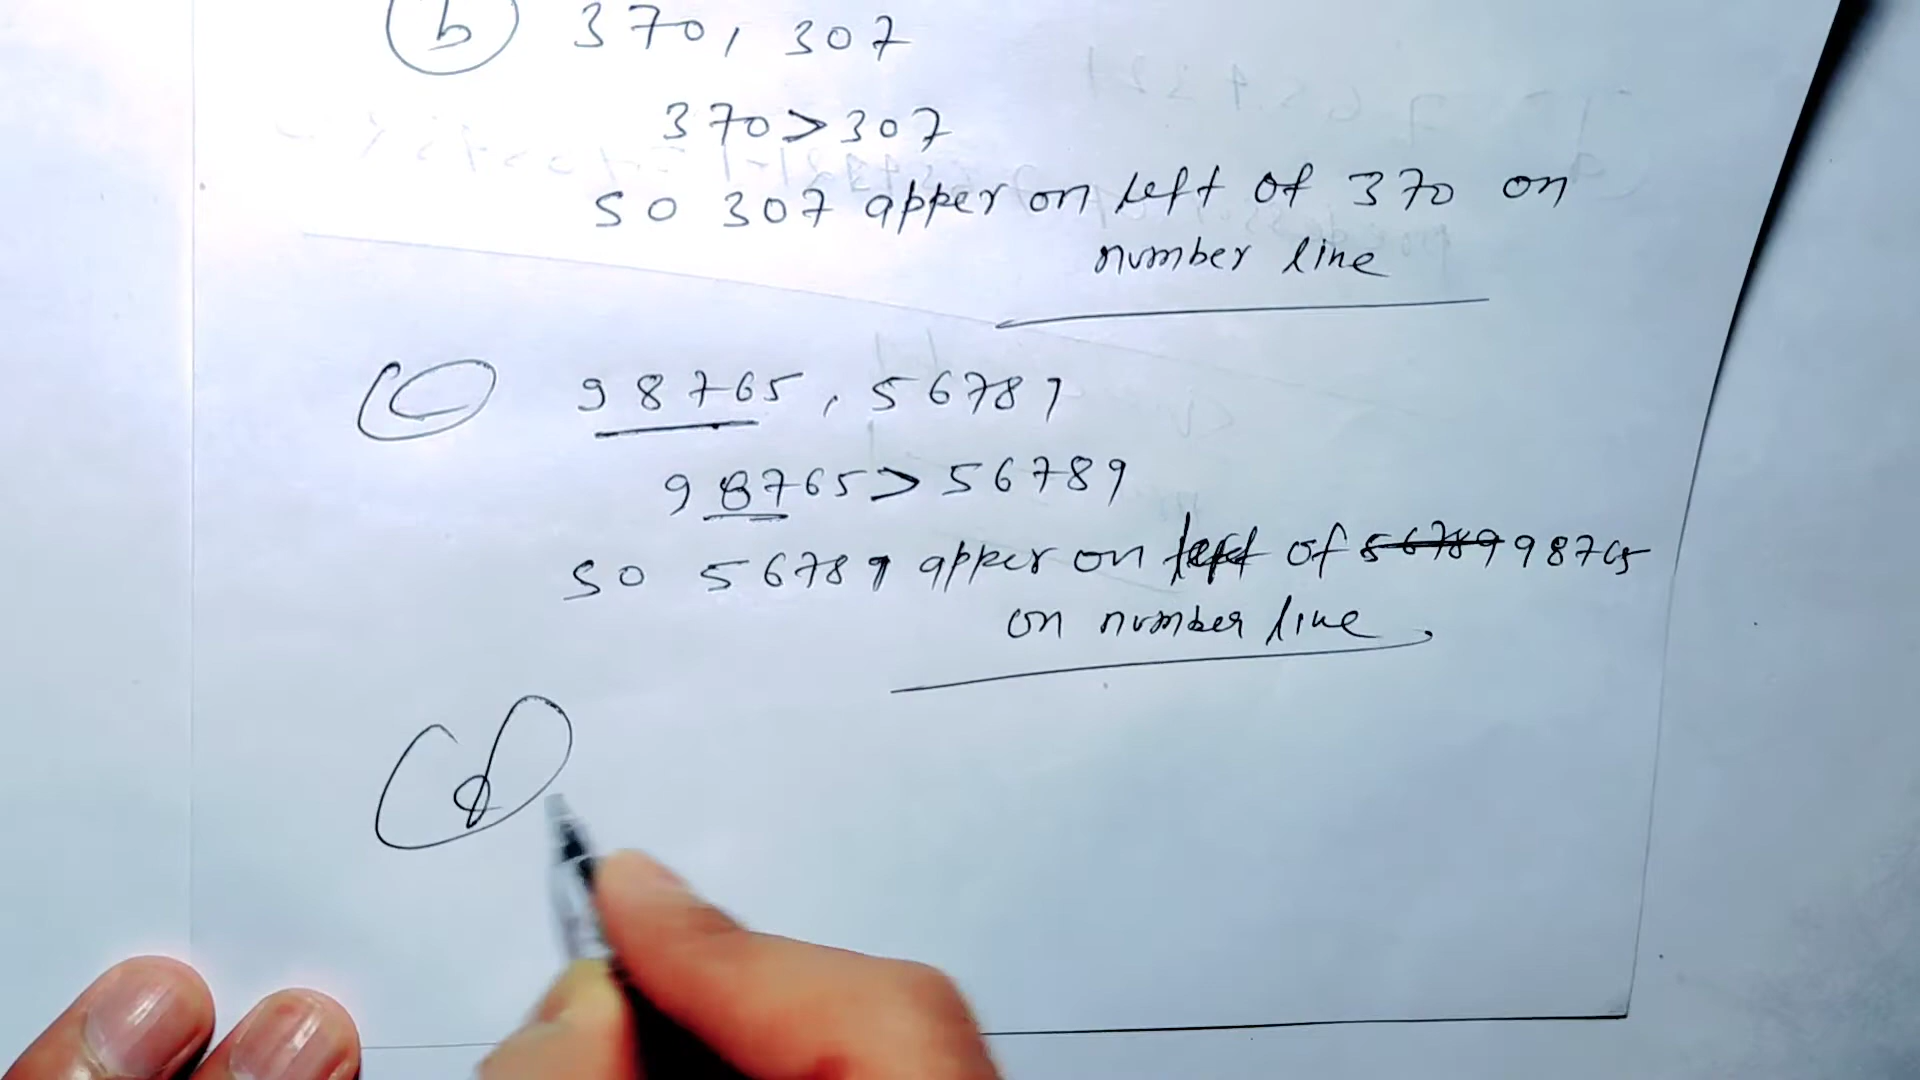 (b) 370, 307
370>307
so 307 apper on left of 370 on
number line
(C) 98765, 56789
98765>56789
so 56789 apper on left of 56789 98765
on number line.
(d)